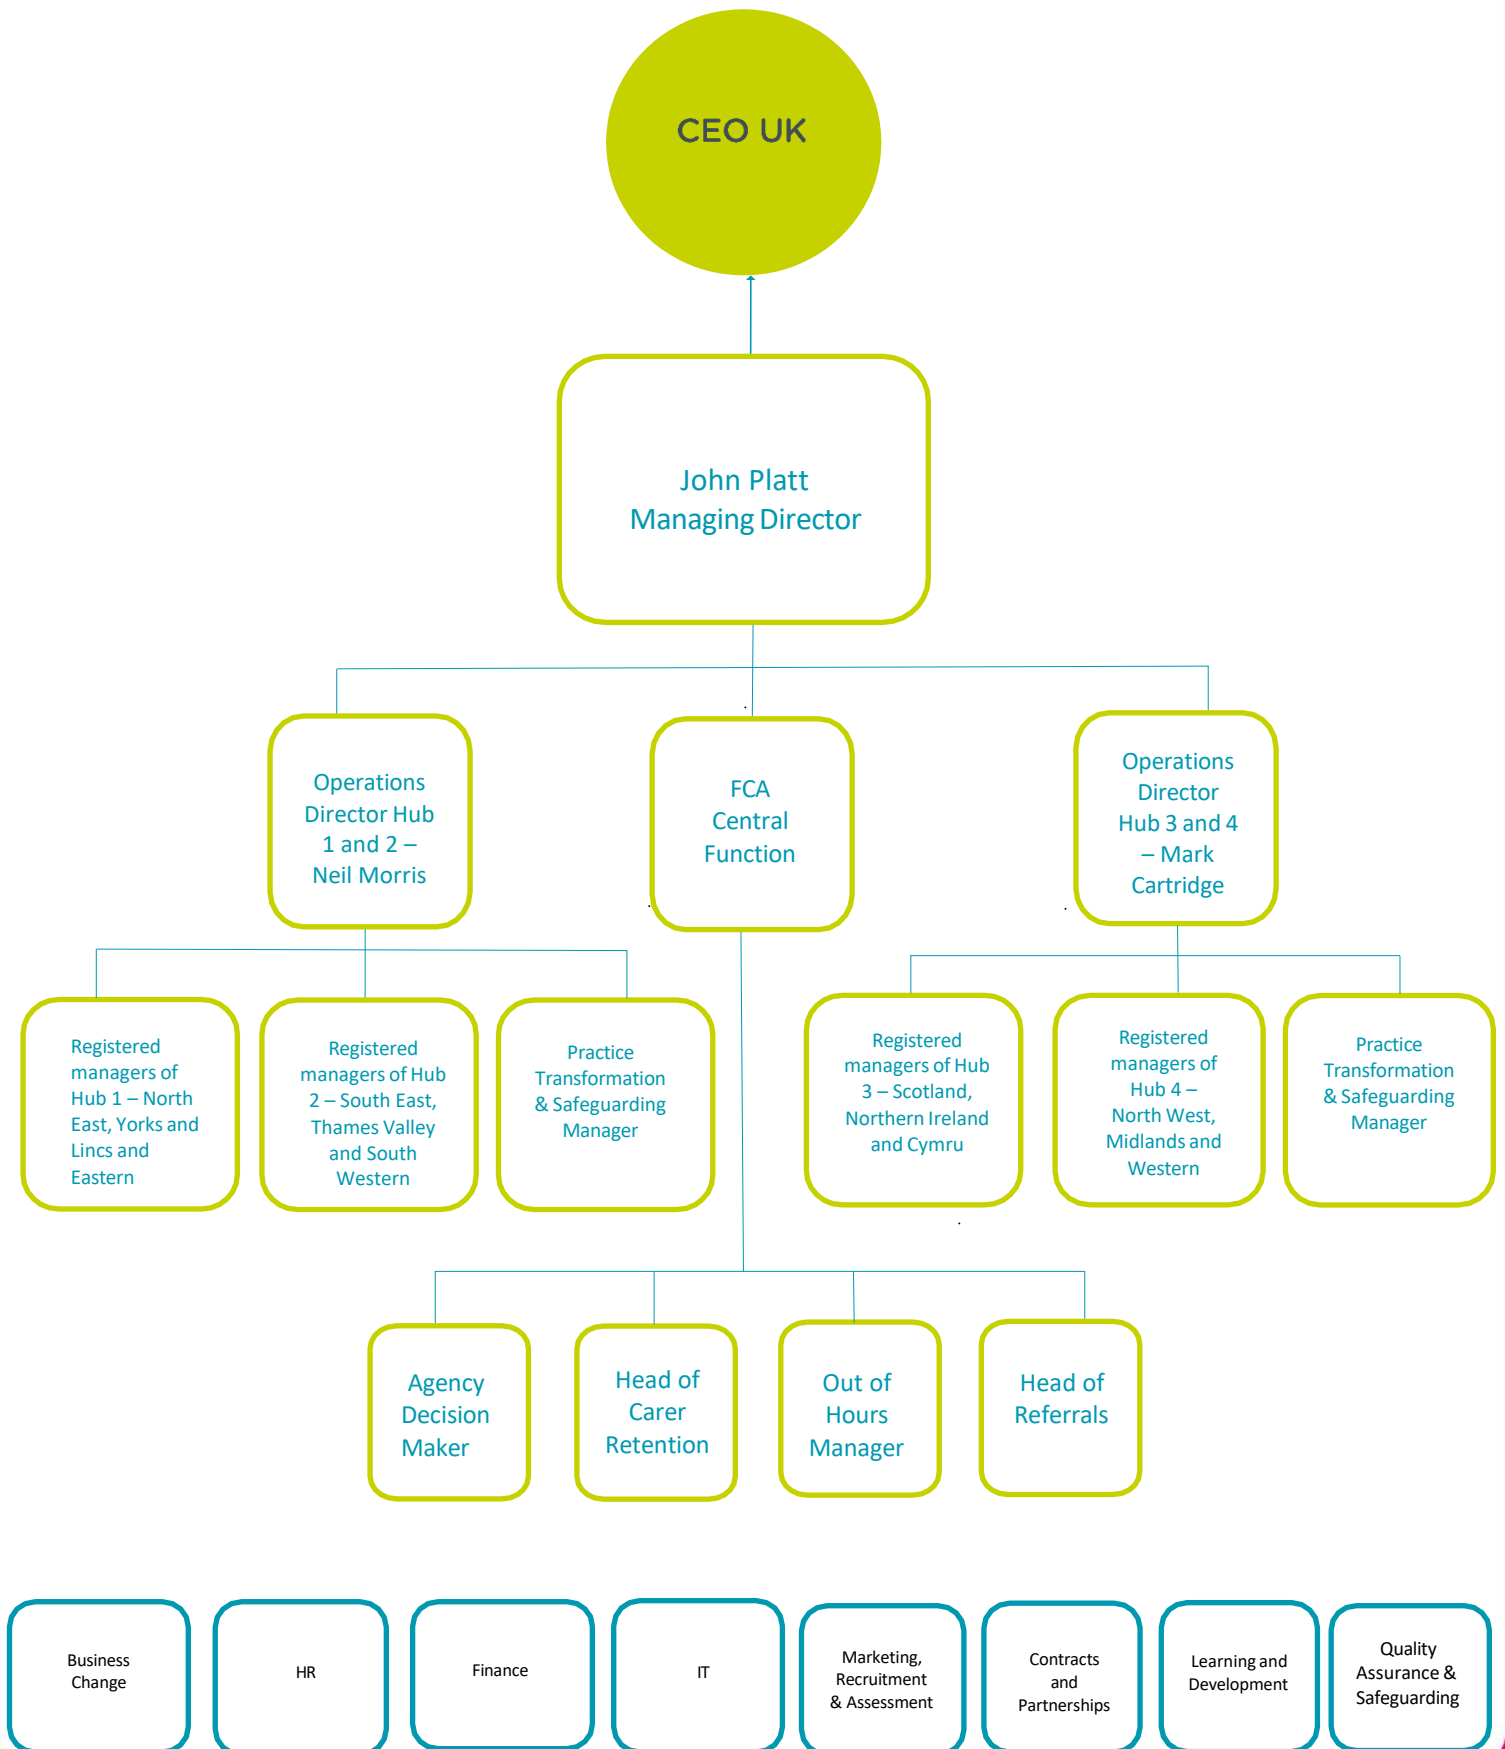 CEO UK
John Platt
Managing Director
Operations
Director Hub
1 and 2 –
Neil Morris
FCA
Central
Function
Operations
Director
Hub 3 and 4
– Mark
Cartridge
Registered
managers of
Hub 1 – North
East, Yorks and
Lincs and
Eastern
Registered
managers of Hub
2 – South East,
Thames Valley
and South
Western
Practice
Transformation
& Safeguarding
Manager
Registered
managers of Hub
3 – Scotland,
Northern Ireland
and Cymru
Registered
managers of
Hub 4 –
North West,
Midlands and
Western
Practice
Transformation
& Safeguarding
Manager
Agency
Decision
Maker
Head of
Carer
Retention
Out of
Hours
Manager
Head of
Referrals
Business
Change
HR
Finance
IT
Marketing,
Recruitment
& Assessment
Contracts
and
Partnerships
Learning and
Development
Quality
Assurance &
Safeguarding